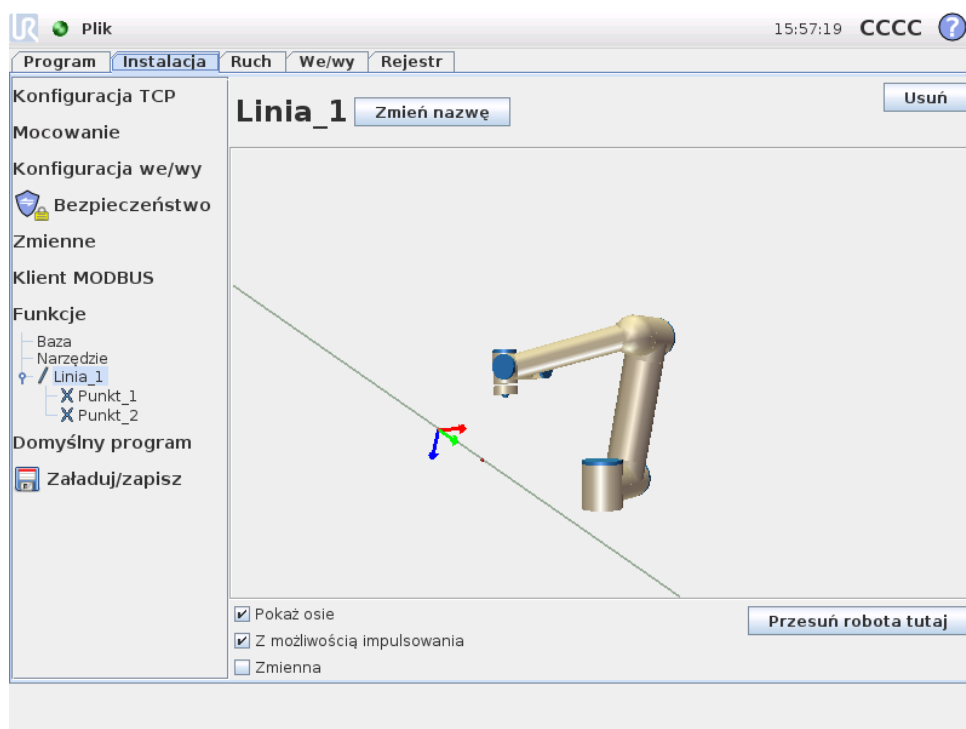 UR Plik 15:57:19 CCCC ?
Program Instalacja Ruch We/wy Rejestr
Konfiguracja TCP
Mocowanie
Konfiguracja we/wy
Bezpieczeństwo
Zmienne
Klient MODBUS
Funkcje
Baza
Narzędzie
Linia_1
Punkt_1
Punkt_2
Domyślny program
Załaduj/zapisz
Linia_1 Zmień nazwę Usuń
Pokaż osie
Z możliwością impulsowania
Zmienna
Przesuń robota tutaj